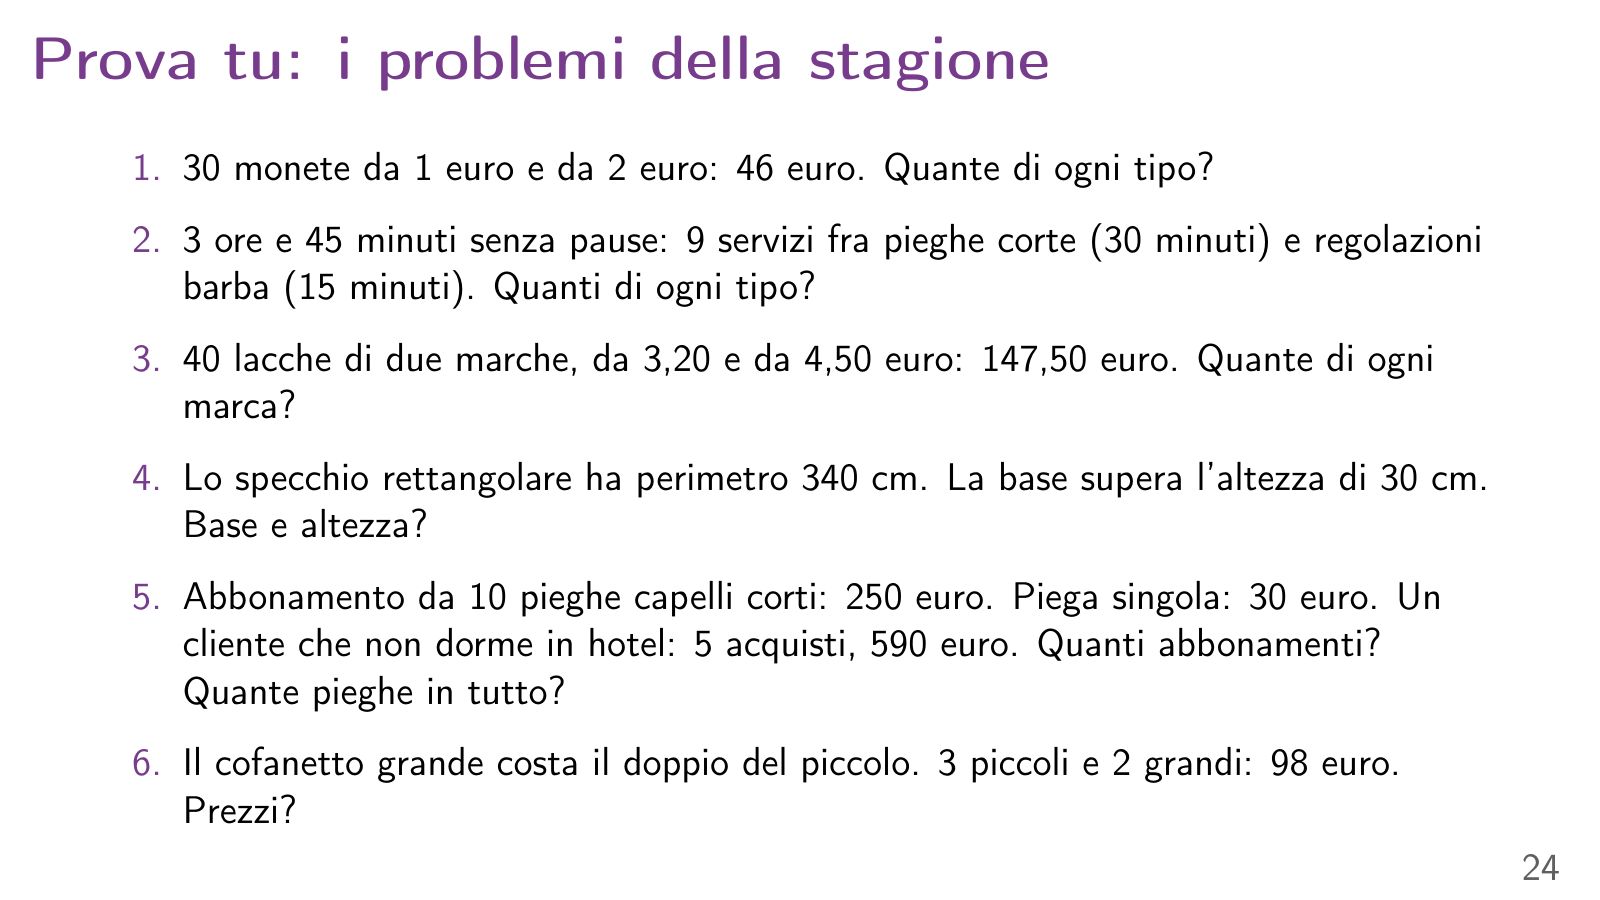 Prova tu: i problemi della stagione
1. 30 monete da 1 euro e da 2 euro: 46 euro. Quante di ogni tipo?
2. 3 ore e 45 minuti senza pause: 9 servizi fra pieghe corte (30 minuti) e regolazioni
barba (15 minuti). Quanti di ogni tipo?
3. 40 lacche di due marche, da 3,20 e da 4,50 euro: 147,50 euro. Quante di ogni
marca?
4. Lo specchio rettangolare ha perimetro 340 cm. La base supera l'altezza di 30 cm.
Base e altezza?
5. Abbonamento da 10 pieghe capelli corti: 250 euro. Piega singola: 30 euro. Un
cliente che non dorme in hotel: 5 acquisti, 590 euro. Quanti abbonamenti?
Quante pieghe in tutto?
6. Il cofanetto grande costa il doppio del piccolo. 3 piccoli e 2 grandi: 98 euro.
Prezzi?
24